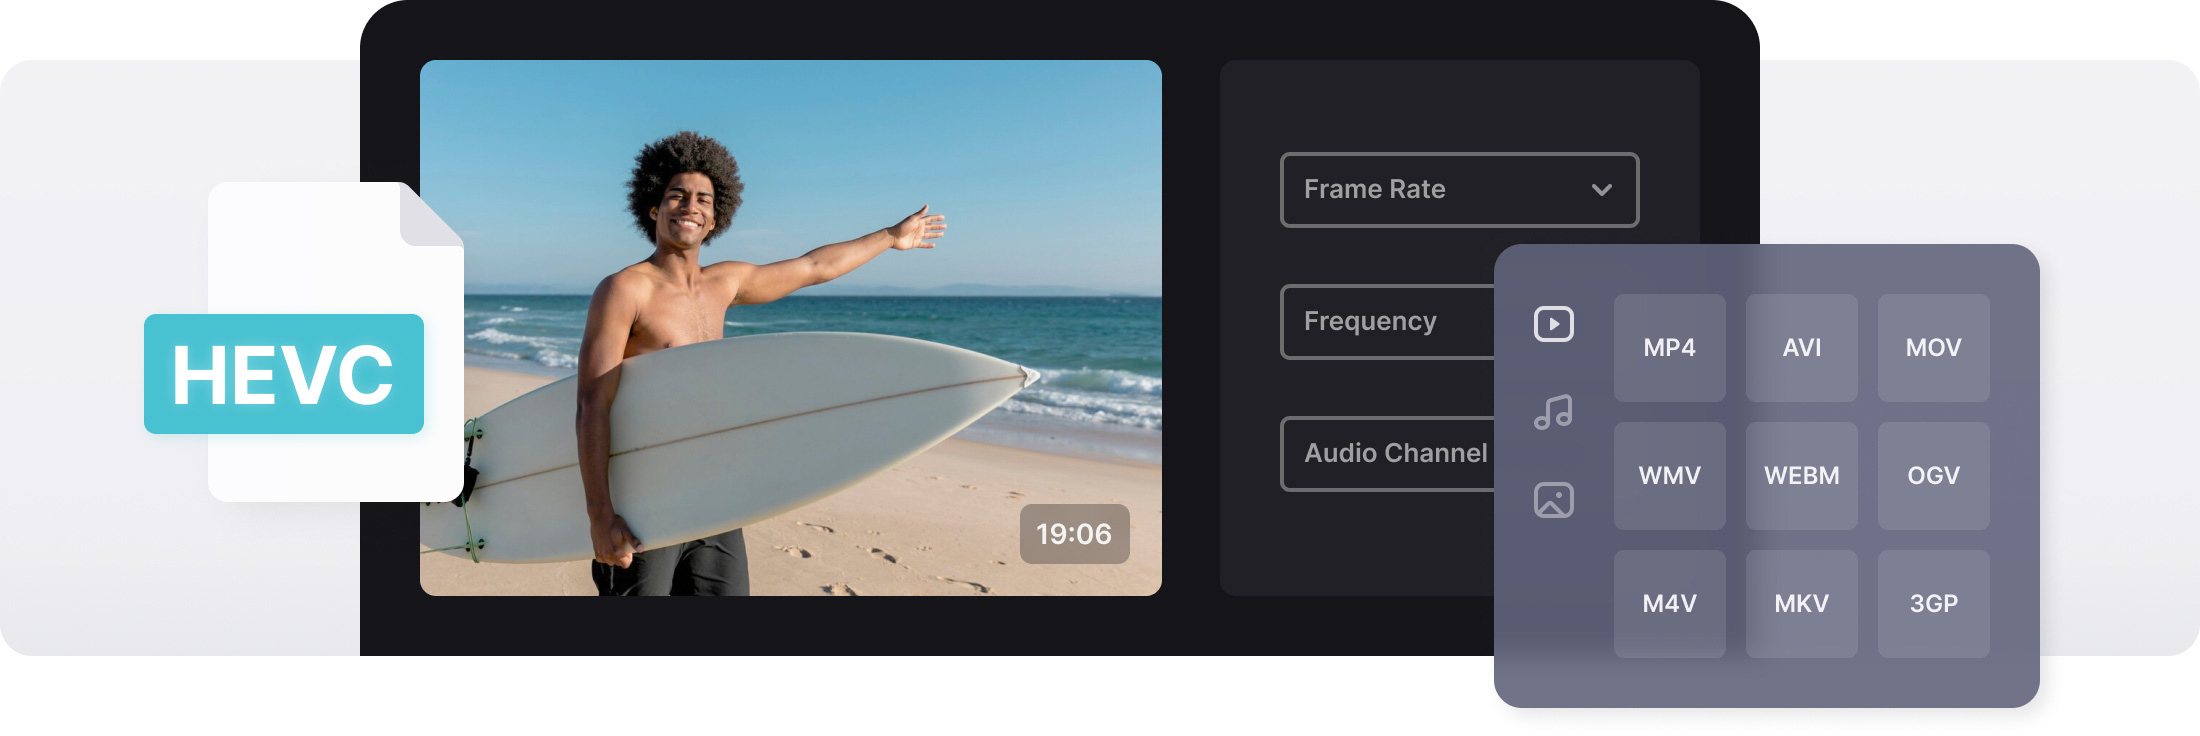 HEVC
19:06
Frame Rate
Frequency
Audio Channel
MP4
AVI
MOV
WMV
WEBM
OGV
M4V
MKV
3GP